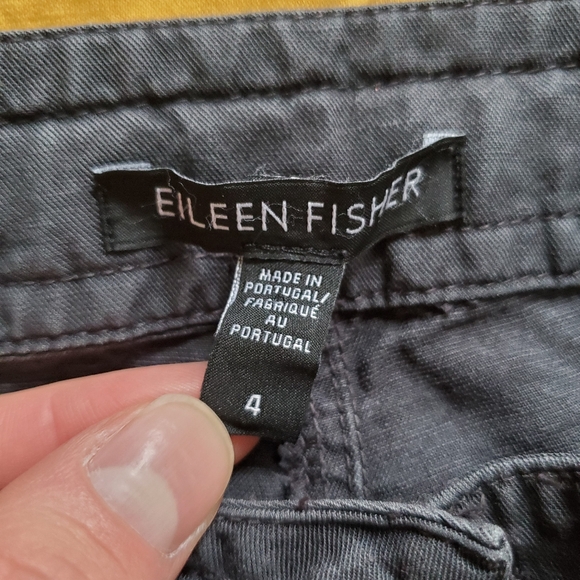 EILEEN FISHER
MADE IN
PORTUGAL/
FABRIQUÉ
AU
PORTUGAL
4